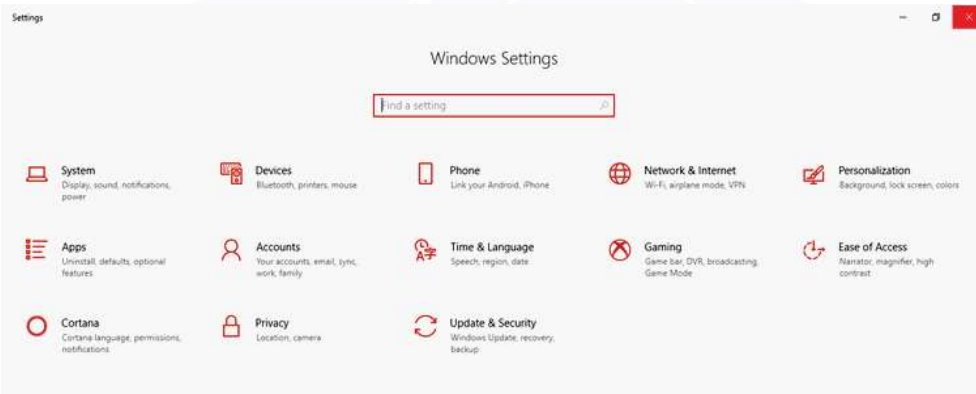 Settings
Windows Settings
Find a setting
System
Display, sound, notifications,
power
Devices
Bluetooth, printers, mouse
Phone
Link your Android, iPhone
Network & Internet
Wi-Fi, airplane mode, VPN
Personalization
Background, lock screen, colors
Apps
Uninstall, defaults, optional
features
Accounts
Your accounts, email, sync,
work, family
Time & Language
Speech, region, date
Gaming
Game bar, DVR, broadcasting,
Game Mode
Ease of Access
Narrator, magnifier, high
contrast
Cortana
Cortana language, permissions,
notifications
Privacy
Location, camera
Update & Security
Windows Update, recovery,
backup